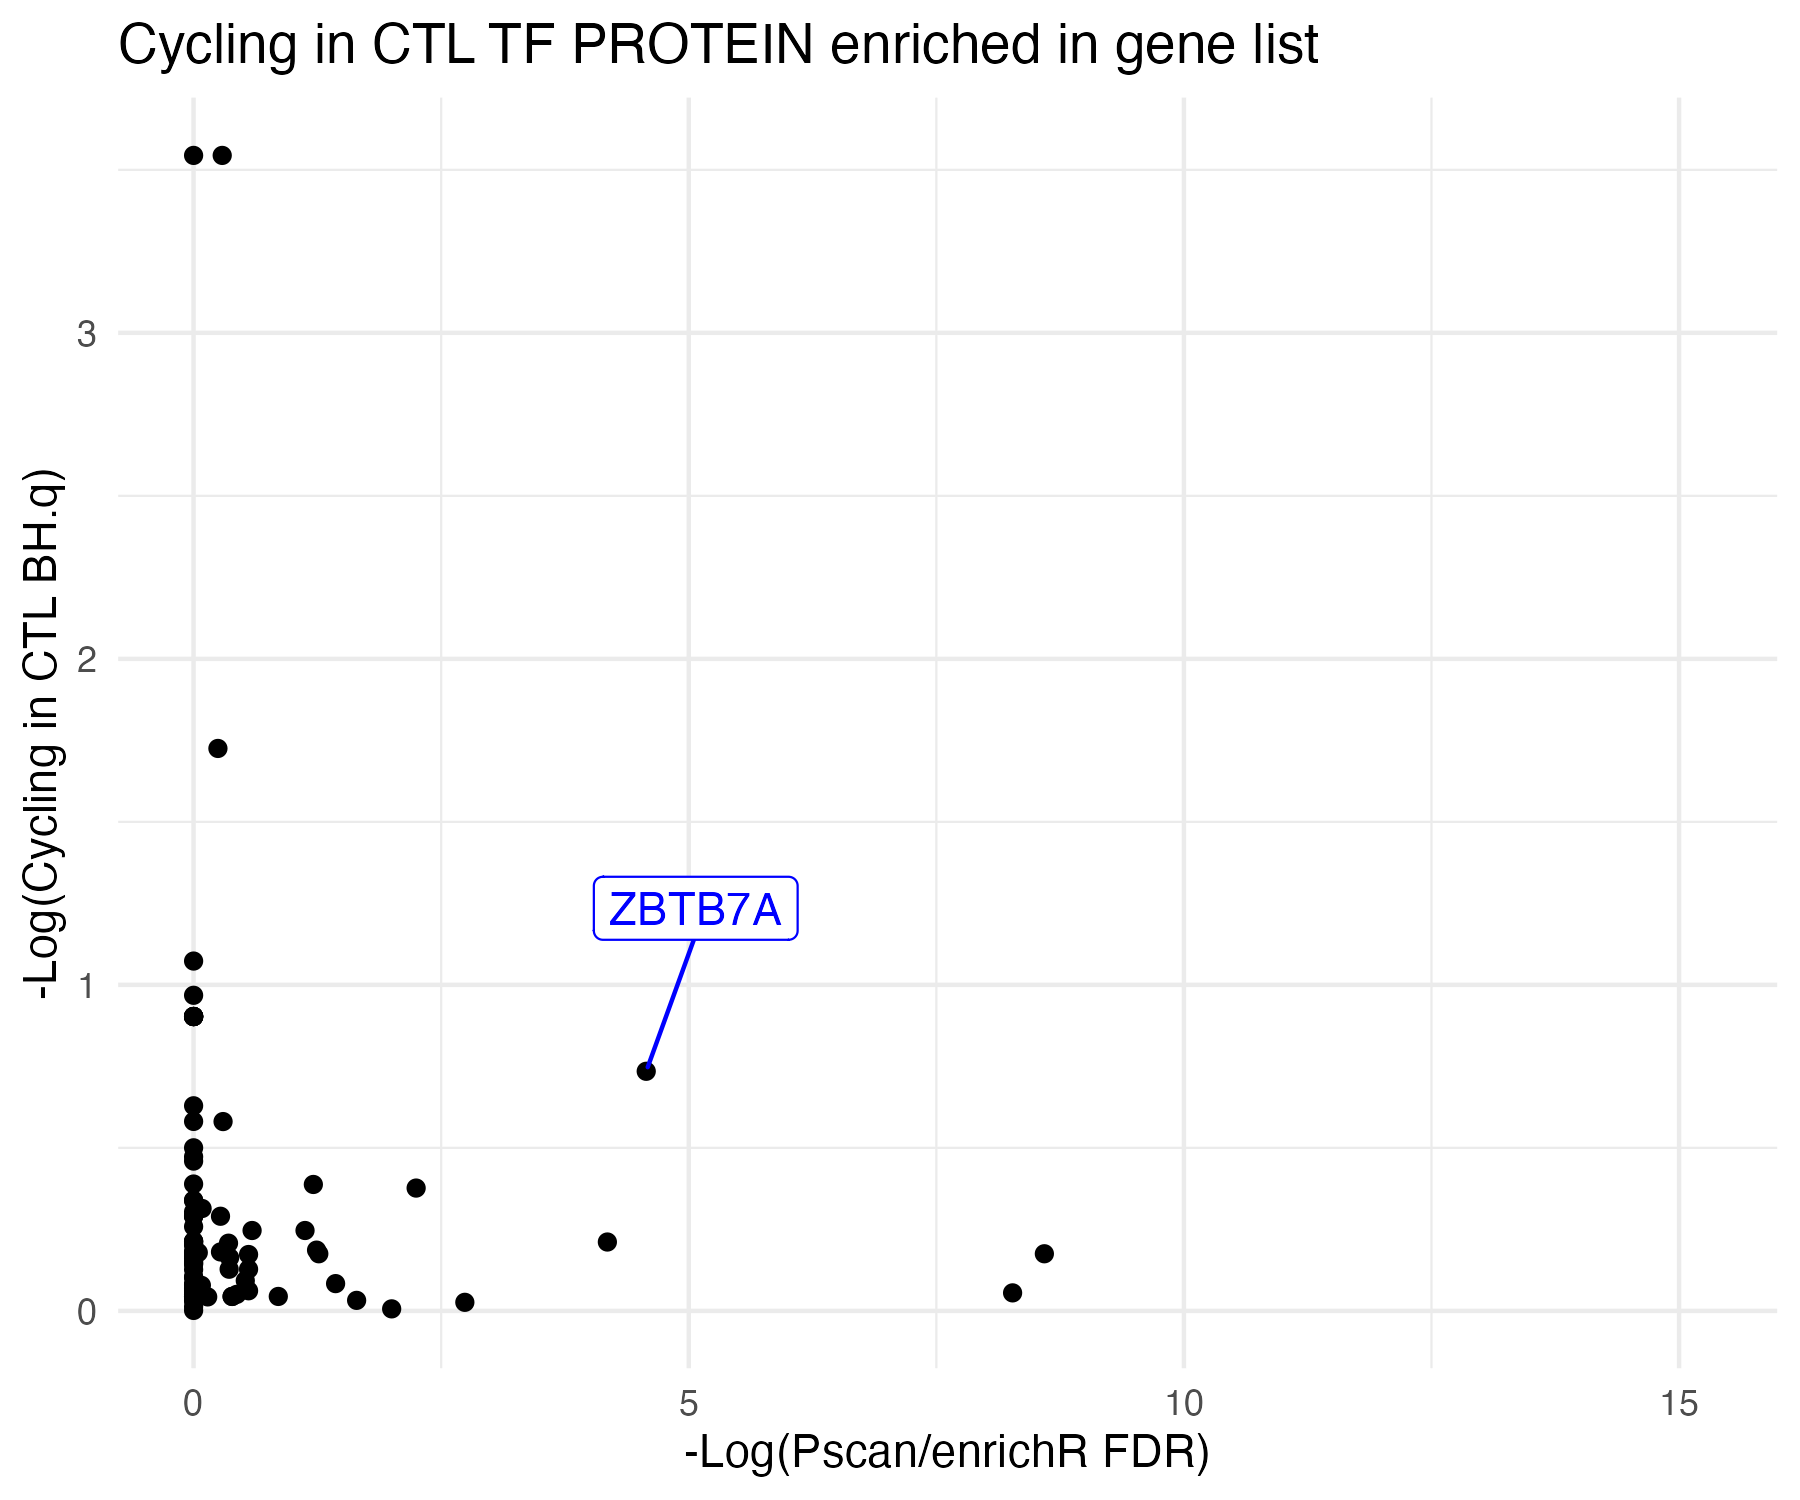 Cycling in CTL TF PROTEIN enriched in gene list
-Log(Cycling in CTL BH.q)
3
2
1
0
ZBTB7A
0 5 10 15
-Log(Pscan/enrichR FDR)